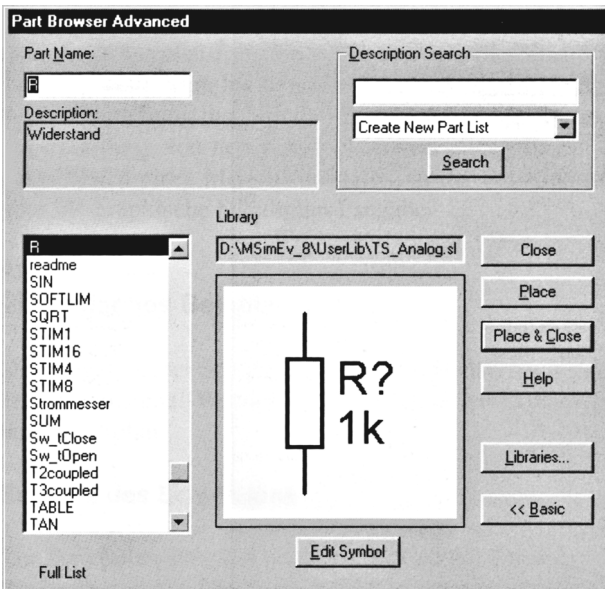 Part Browser Advanced
Part Name:
R
Description:
Widerstand
Description Search
Create New Part List
Search
Library
D:\MSimEv_8\UserLib\TS_Analog.sl
R
readme
SIN
SOFTLIM
SQRT
STIM1
STIM16
STIM4
STIM8
Strommesser
SUM
Sw_tClose
Sw_tOpen
T2coupled
T3coupled
TABLE
TAN
Full List
R?
1k
Edit Symbol
Close
Place
Place & Close
Help
Libraries...
<< Basic